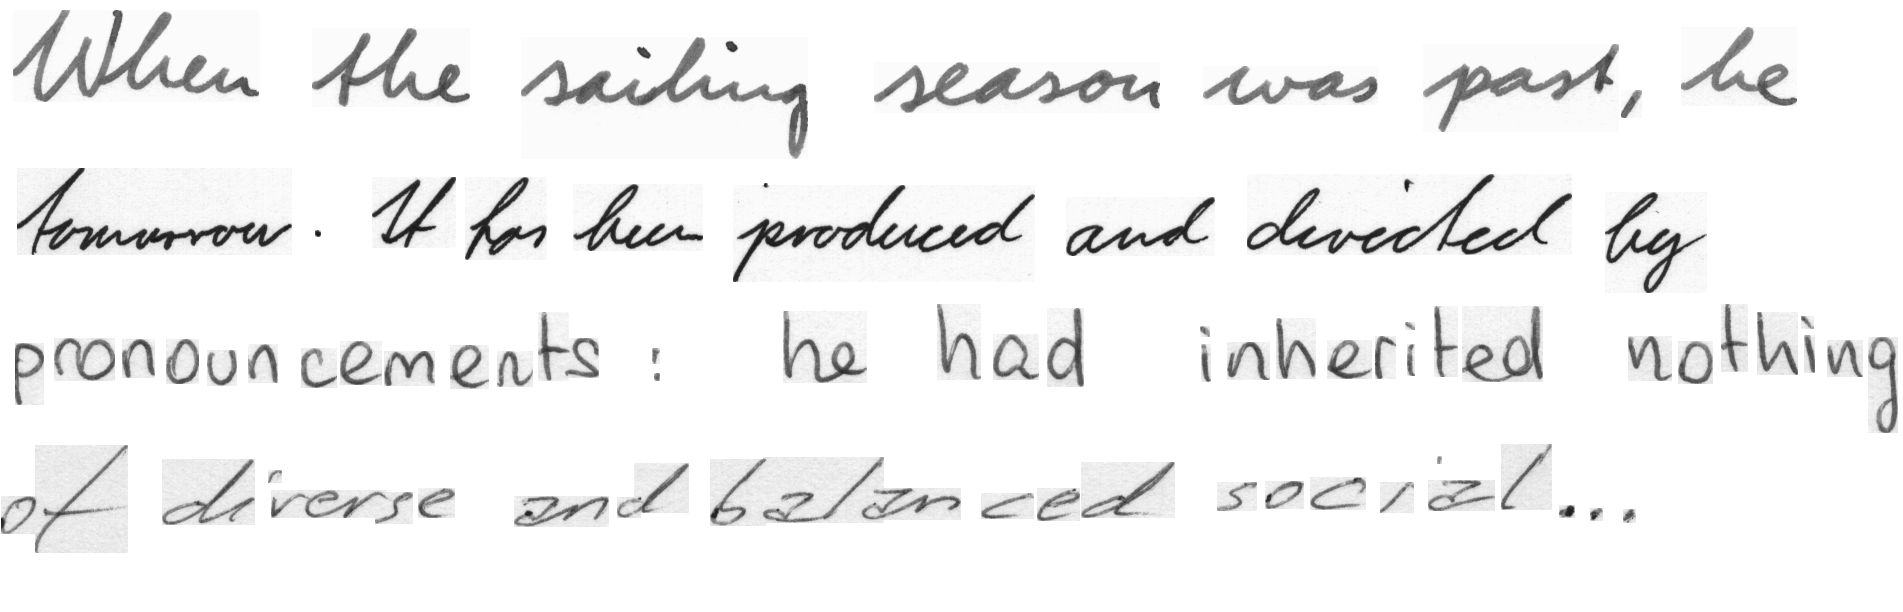 When the sailing season was past, he
tomorrow. It has been produced and directed by
pronouncements: he had inherited nothing
of diverse and balanced social...